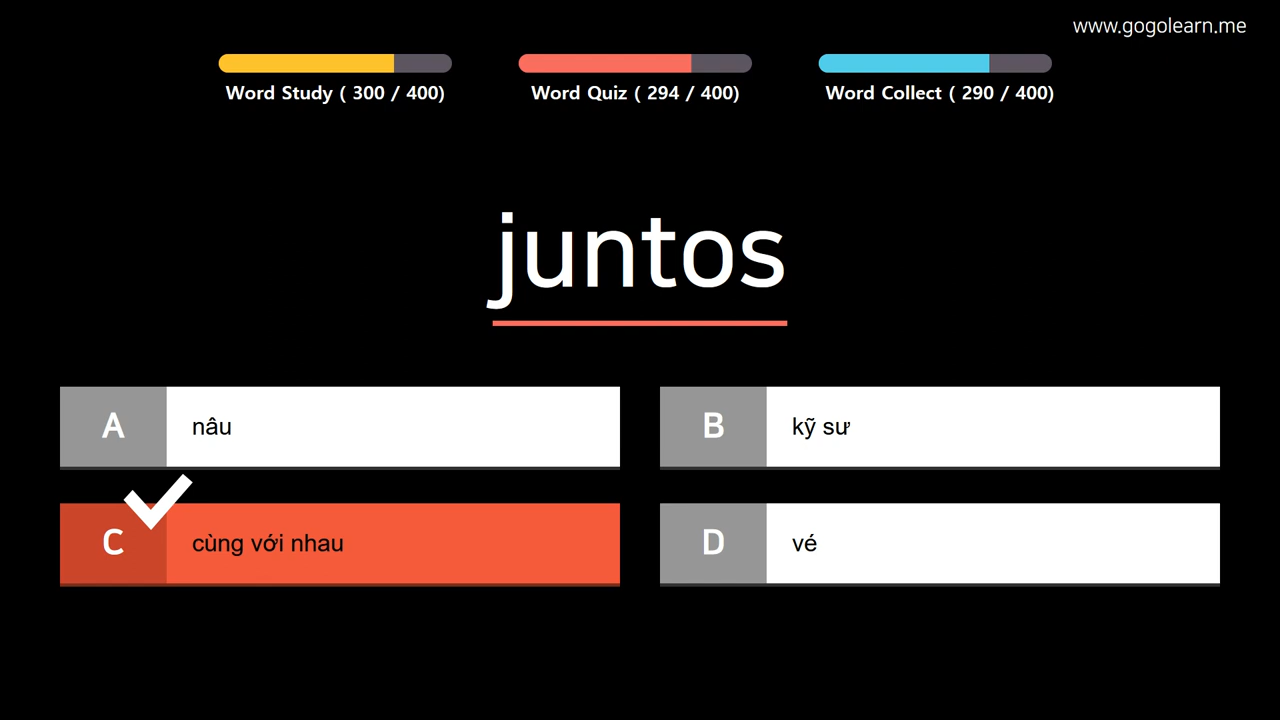 www.gogolearn.me
Word Study ( 300 / 400)
Word Quiz ( 294 / 400)
Word Collect ( 290 / 400)
juntos
A nâu
B kỹ sư
C cùng với nhau
D vé